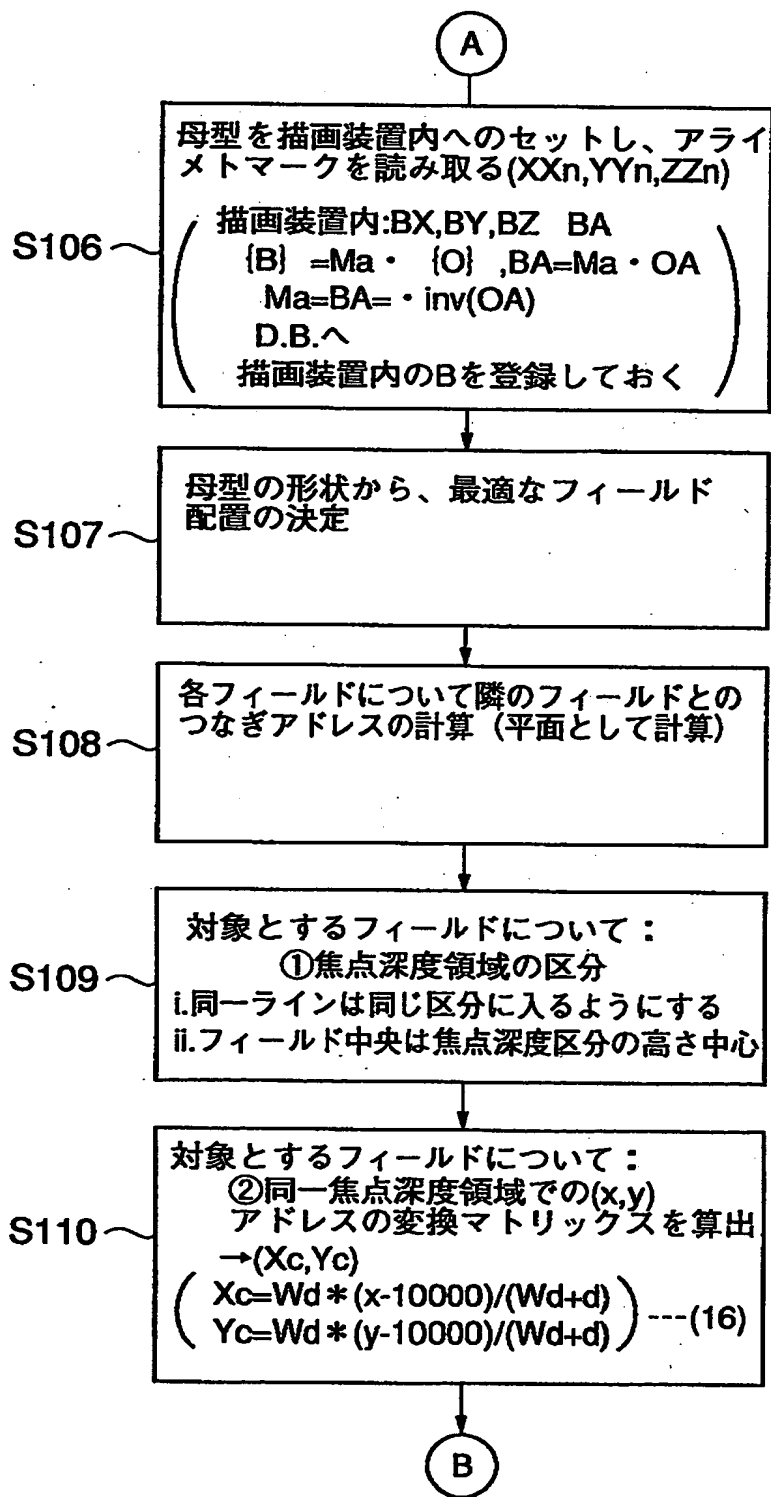 A
S106
母型を描画装置内へのセットし、アライ
メトマークを読み取る(XXn,YYn,ZZn)
描画装置内:BX,BY,BZ BA
{B} =Ma・ {O} ,BA=Ma・OA
Ma=BA=・inv(OA)
D.B.へ
描画装置内のBを登録しておく
S107
母型の形状から、最適なフィールド
配置の決定
S108
各フィールドについて隣のフィールドとの
つなぎアドレスの計算（平面として計算）
S109
対象とするフィールドについて：
①焦点深度領域の区分
i.同一ラインは同じ区分に入るようにする
ii.フィールド中央は焦点深度区分の高さ中心
S110
対象とするフィールドについて：
②同一焦点深度領域での(x,y)
アドレスの変換マトリックスを算出
→(Xc,Yc)
Xc=Wd*(x-10000)/(Wd+d)
Yc=Wd*(y-10000)/(Wd+d)
---(16)
B